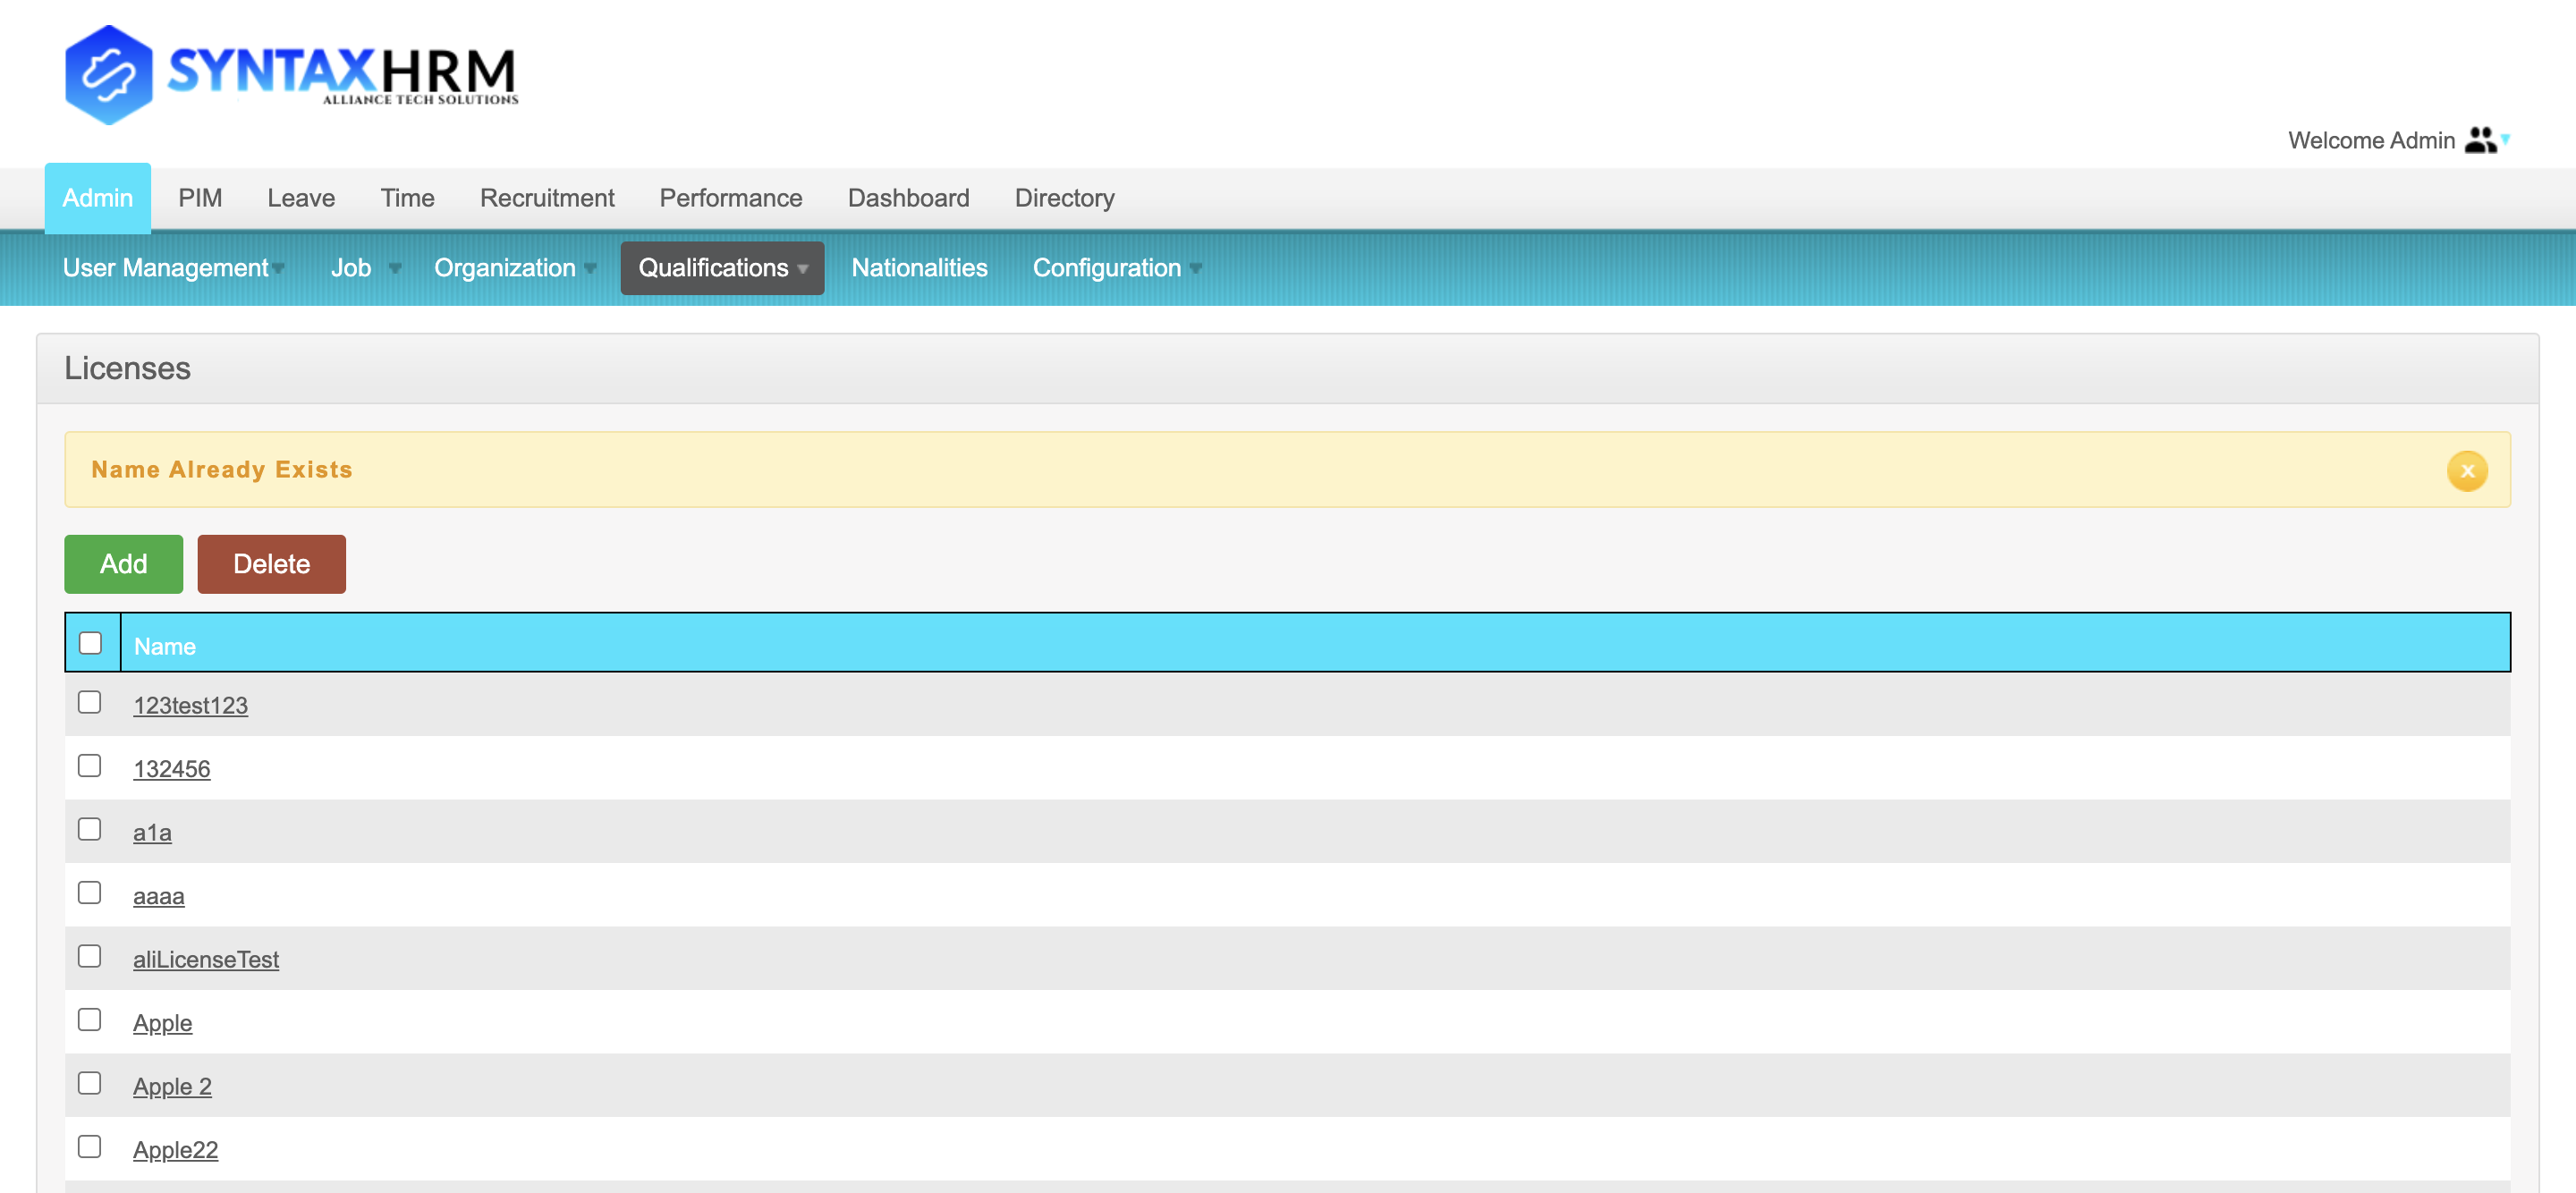 SYNTAXHRM
ALLIANCE TECH SOLUTIONS
Welcome Admin
Admin PIM Leave Time Recruitment Performance Dashboard Directory
User Management Job Organization Qualifications Nationalities Configuration
Licenses
Name Already Exists
x
Add Delete
Name
123test123
132456
a1a
aaaa
aliLicenseTest
Apple
Apple 2
Apple22